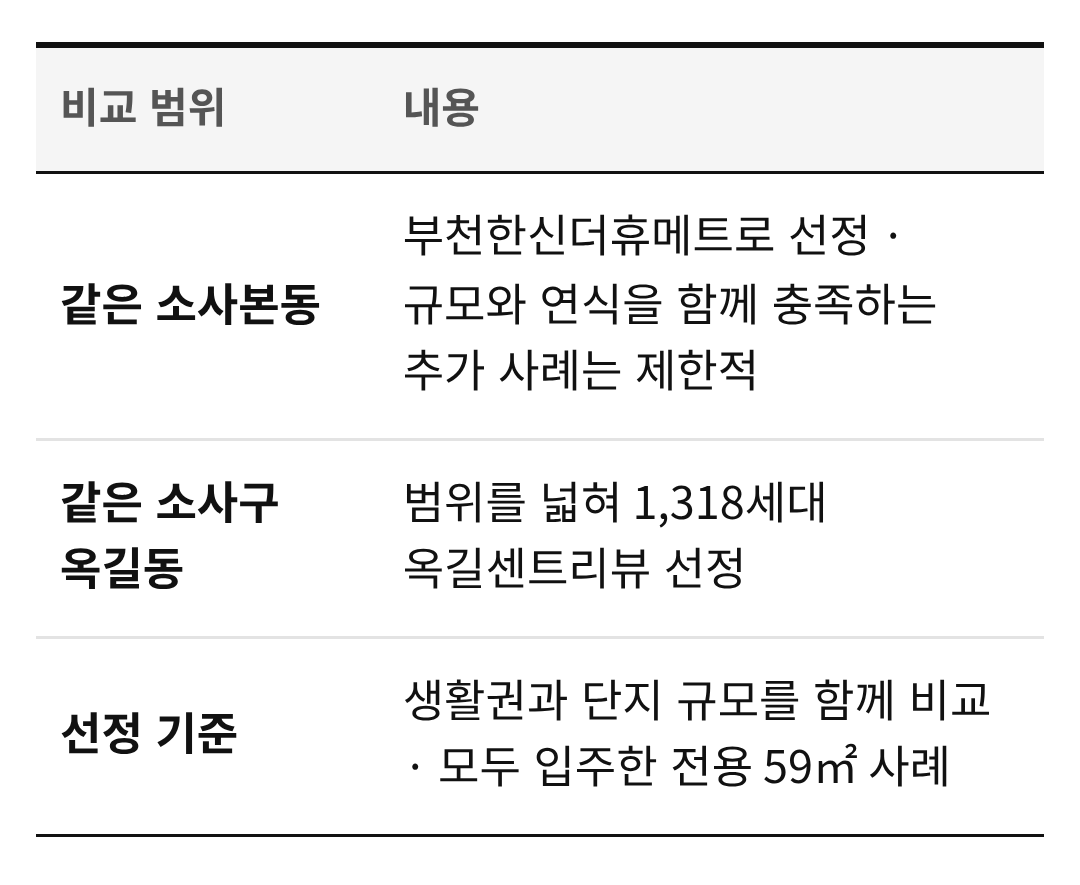 비교 범위
내용
같은 소사본동
부천한신더휴메트로 선정 ·
규모와 연식을 함께 충족하는
추가 사례는 제한적
같은 소사구
옥길동
범위를 넓혀 1,318세대
옥길센트리뷰 선정
선정 기준
생활권과 단지 규모를 함께 비교
· 모두 입주한 전용 59㎡ 사례